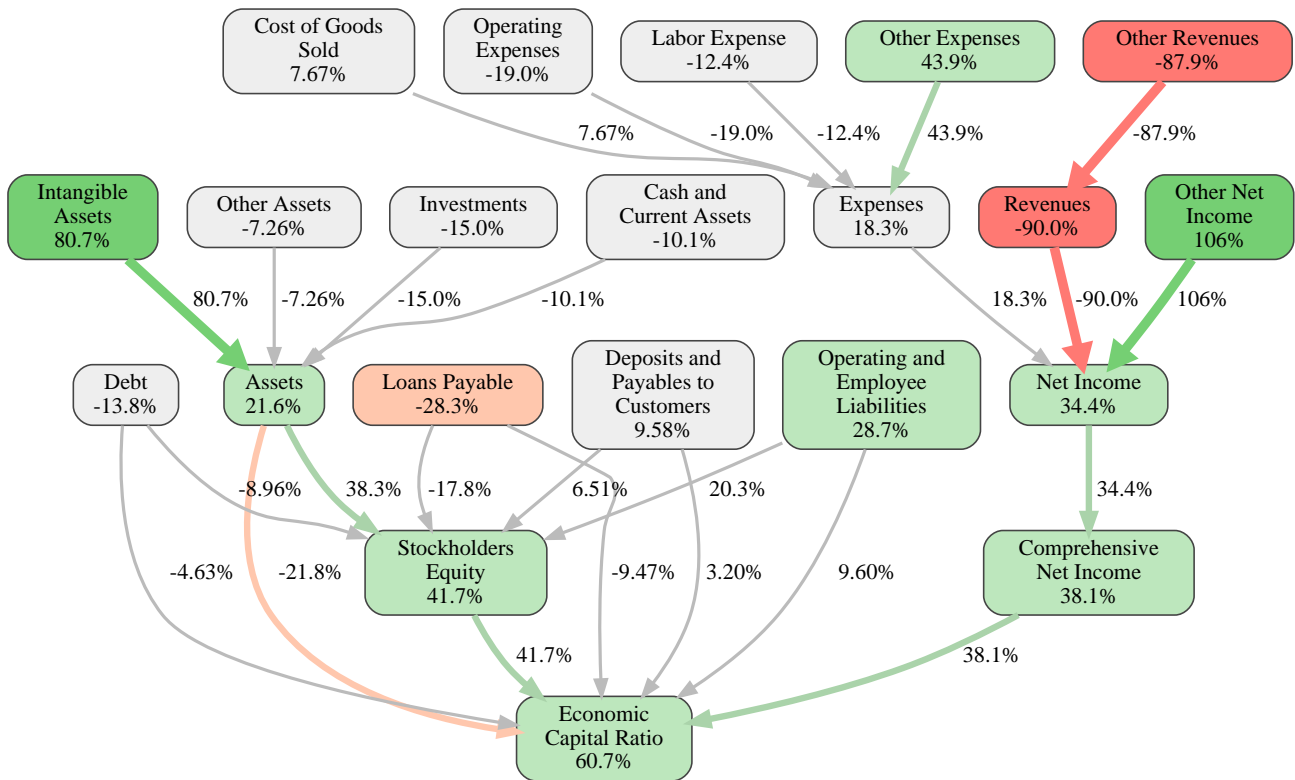 Cost of Goods
Sold
7.67%
Operating
Expenses
-19.0%
Labor Expense
-12.4%
Other Expenses
43.9%
Other Revenues
-87.9%
7.67%
-19.0%
-12.4%
43.9%
-87.9%
Intangible
Assets
80.7%
Other Assets
-7.26%
Investments
-15.0%
Cash and
Current Assets
-10.1%
Expenses
18.3%
Revenues
-90.0%
Other Net
Income
106%
80.7%
-7.26%
-15.0%
-10.1%
18.3%
-90.0%
106%
Debt
-13.8%
Assets
21.6%
Loans Payable
-28.3%
Deposits and
Payables to
Customers
9.58%
Operating and
Employee
Liabilities
28.7%
Net Income
34.4%
-8.96%
38.3%
-17.8%
6.51%
20.3%
34.4%
-4.63%
-21.8%
Stockholders
Equity
41.7%
-9.47%
3.20%
9.60%
Comprehensive
Net Income
38.1%
41.7%
38.1%
Economic
Capital Ratio
60.7%